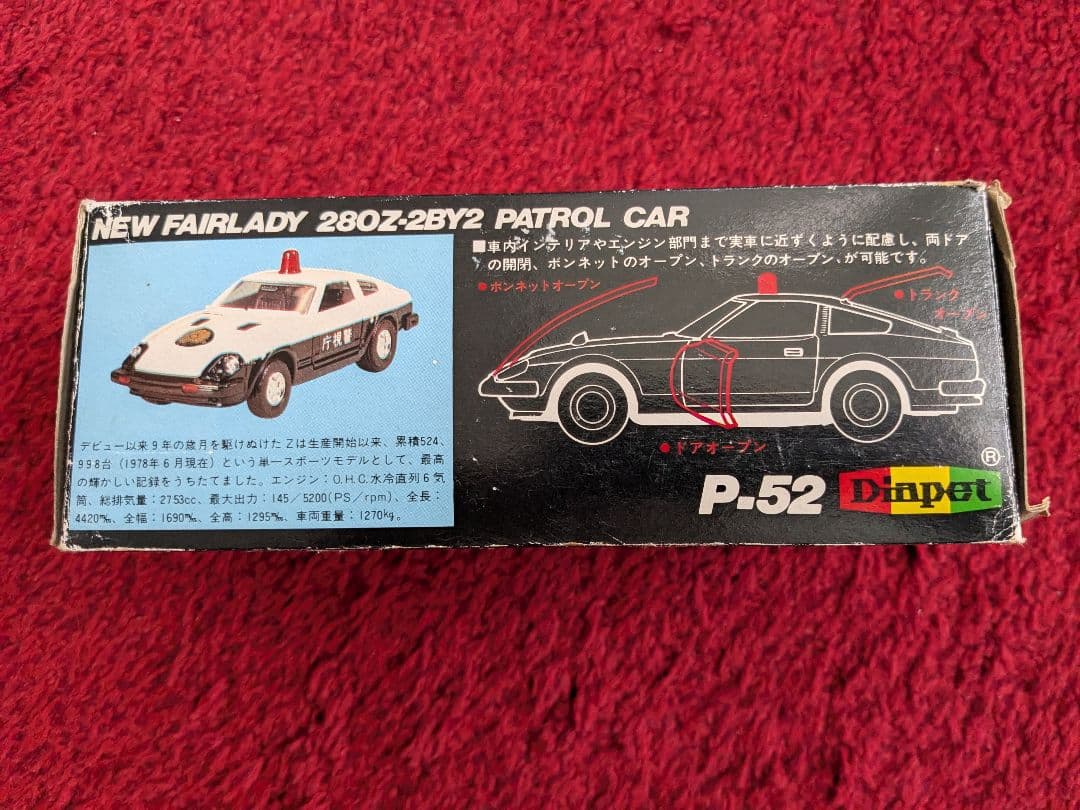 NEW FAIRLADY 280Z-2BY2 PATROL CAR
■車内インテリアやエンジン部門まで実車に近ずくように配慮し、両ドア
の開閉、ボンネットのオープン、トランクのオープン、が可能です。
●ボンネットオープン
●トランク
オープン
●ドアオープン
庁視警
デビュー以来9年の歳月を駆けぬけたZは生産開始以来、累積524,
998台(1978年6月現在)という単一スポーツモデルとして、最高
の輝かしい記録をうちたてました。エンジン:O.H.C.水冷直列6気
筒、総排気量:2753cc、最大出力:145/5200(PS/rpm)、全長:
4420㎜、全幅:1690㎜、全高:1295㎜、車両重量:1270kg。
P-52 Diapet ®